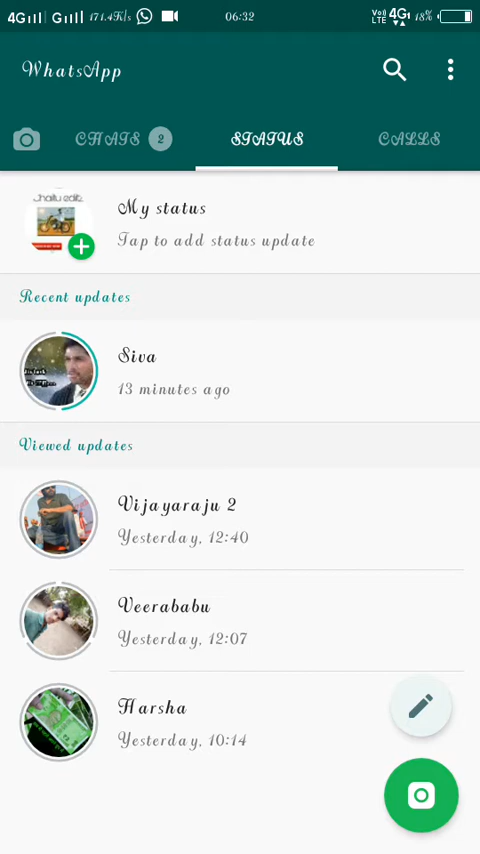 4G G 171.4K/s 06:32 VoLTE 4G 18%
WhatsApp
CHATS 2 STATUS CALLS
My status
Tap to add status update
Recent updates
Siva
13 minutes ago
Viewed updates
Vijayaraju 2
Yesterday, 12:40
Veerababu
Yesterday, 12:07
Harsha
Yesterday, 10:14